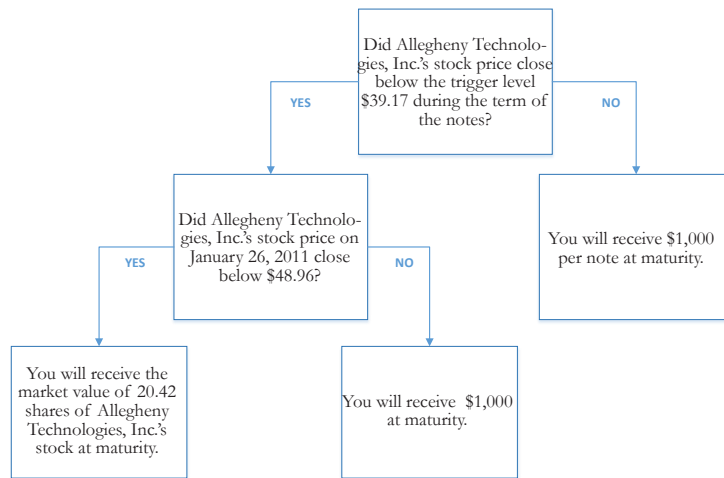 Did Allegheny Technolo-
gies, Inc.'s stock price close
below the trigger level
$39.17 during the term of
the notes?
YES
NO
Did Allegheny Technolo-
gies, Inc.'s stock price on
January 26, 2011 close
below $48.96?
You will receive $1,000
per note at maturity.
YES
NO
You will receive the
market value of 20.42
shares of Allegheny
Technologies, Inc.'s
stock at maturity.
You will receive $1,000
at maturity.